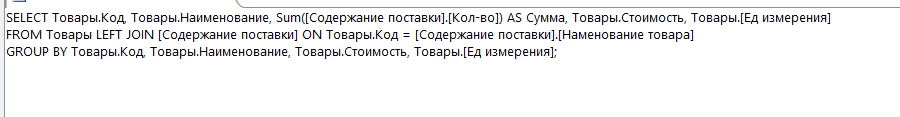 SELECT Товары.Код, Товары.Наименование, Sum([Содержание поставки].[Кол-во]) AS Сумма, Товары.Стоимость, Товары.[Ед измерения]
FROM Товары LEFT JOIN [Содержание поставки] ON Товары.Код = [Содержание поставки].[Наменование товара]
GROUP BY Товары.Код, Товары.Наименование, Товары.Стоимость, Товары.[Ед измерения];